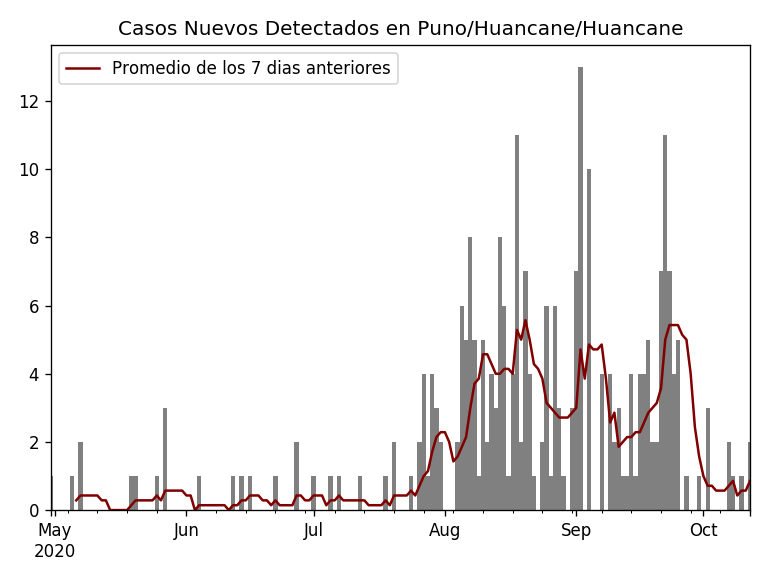 Casos Nuevos Detectados en Puno/Huancane/Huancane
Promedio de los 7 dias anteriores
12
10
8
6
4
2
0
May Jun Jul Aug Sep Oct
2020